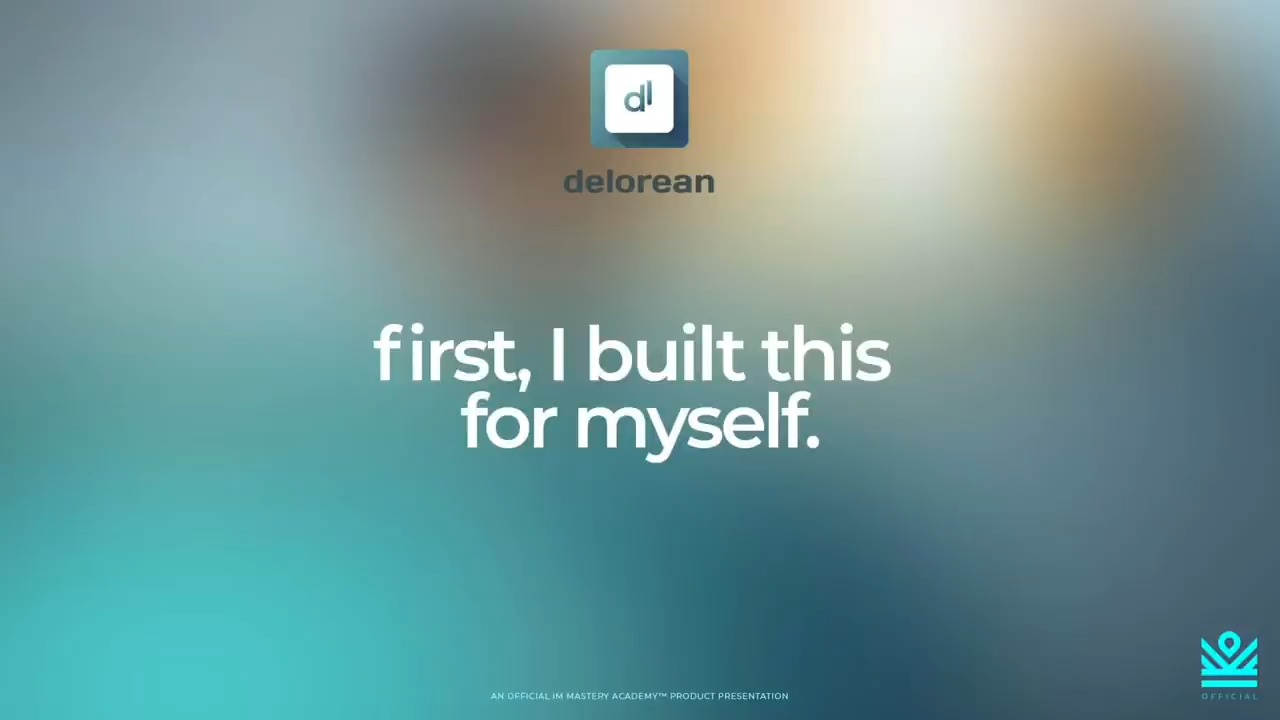 dl
delorean
first, I built this
for myself.
AN OFFICIAL IM MASTERY ACADEMY™ PRODUCT PRESENTATION
OFFICIAL